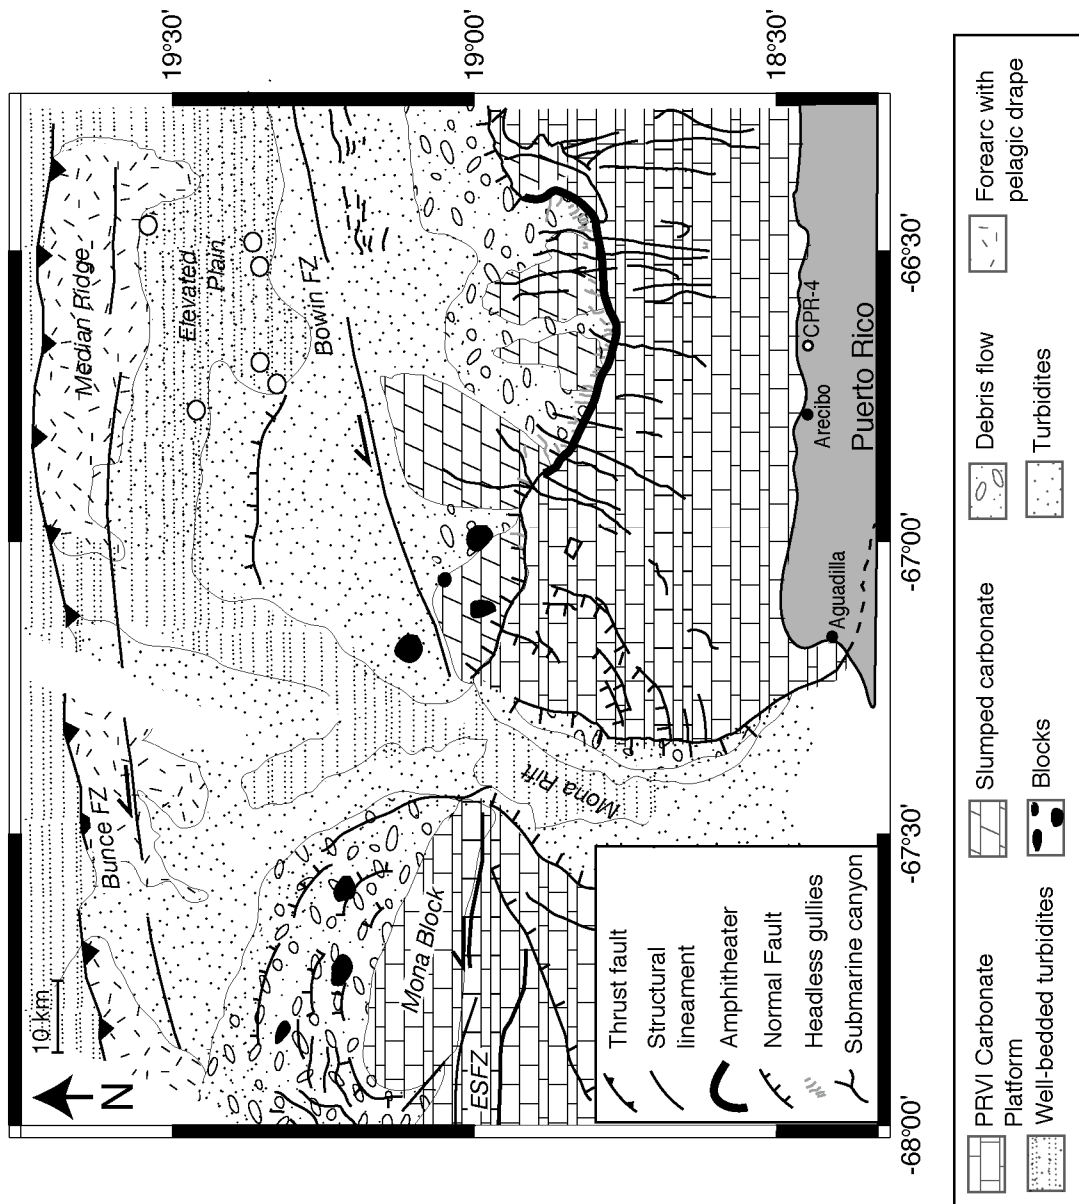 19°30'
19°00'
18°30'
-66°30'
-67°00'
-67°30'
-68°00'
10 km
N
Median Ridge
Elevated
Plain
Bowin FZ
Bunce FZ
Mona Rift
Mona Block
ESFZ
CPR-4
Arecibo
Puerto Rico
Aguadilla
Thrust fault
Structural
lineament
Amphitheater
Normal Fault
Headless gullies
Submarine canyon
PRVI Carbonate
Platform
Slumped carbonate
Debris flow
Forearc with
pelagic drape
Well-bedded turbidites
Blocks
Turbidites